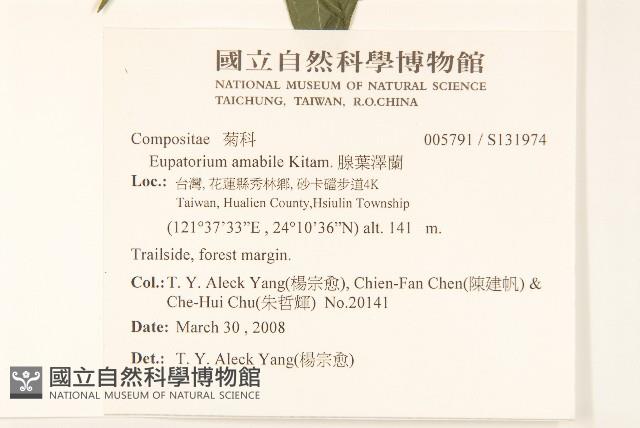 國立自然科學博物館
NATIONAL MUSEUM OF NATURAL SCIENCE
TAICHUNG, TAIWAN, R.O.CHINA
Compositae 菊科 005791 / S131974
Eupatorium amabile Kitam. 腺葉澤蘭
Loc.: 台灣, 花蓮縣秀林鄉, 砂卡礑步道4K
Taiwan, Hualien County,Hsiulin Township
(121°37'33"E , 24°10'36"N) alt. 141 m.
Trailside, forest margin.
Col.: T. Y. Aleck Yang(楊宗愈), Chien-Fan Chen(陳建帆) &
Che-Hui Chu(朱哲輝) No.20141
Date: March 30 , 2008
Det.: T. Y. Aleck Yang(楊宗愈)
國立自然科學博物館
NATIONAL MUSEUM OF NATURAL SCIENCE